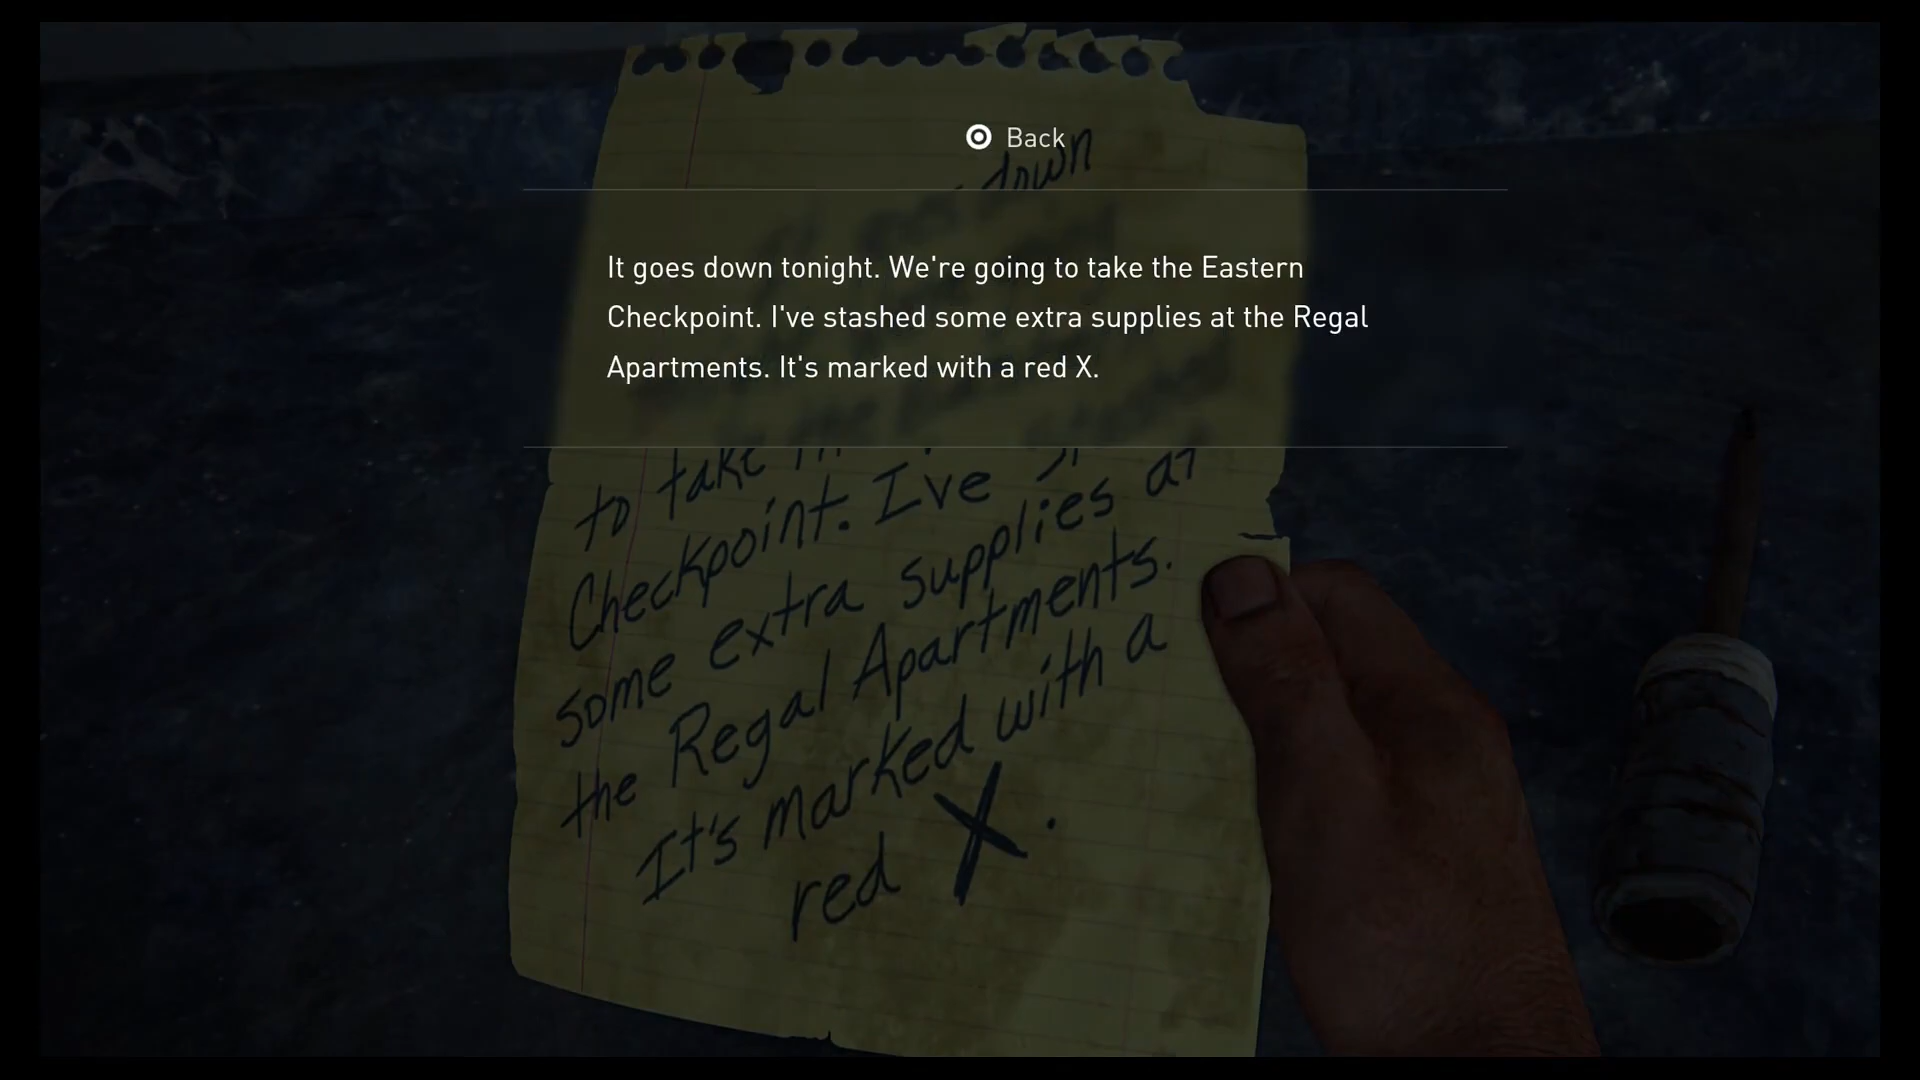 Back
down
It goes down tonight. We're going to take the Eastern
Checkpoint. I've stashed some extra supplies at the Regal
Apartments. It's marked with a red X.
to take
Checkpoint. I've
some extra supplies at
the Regal Apartments.
It's marked with a
red X.